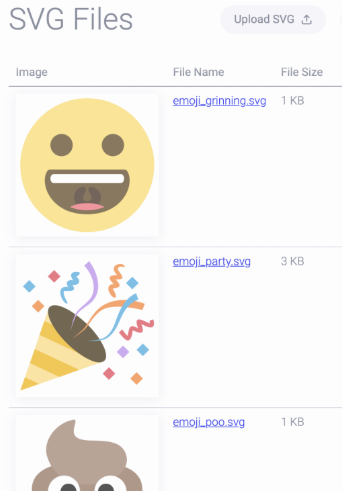 SVG Files
Upload SVG
Image File Name File Size
emoji_grinning.svg 1 KB
emoji_party.svg 3 KB
emoji_poo.svg 1 KB